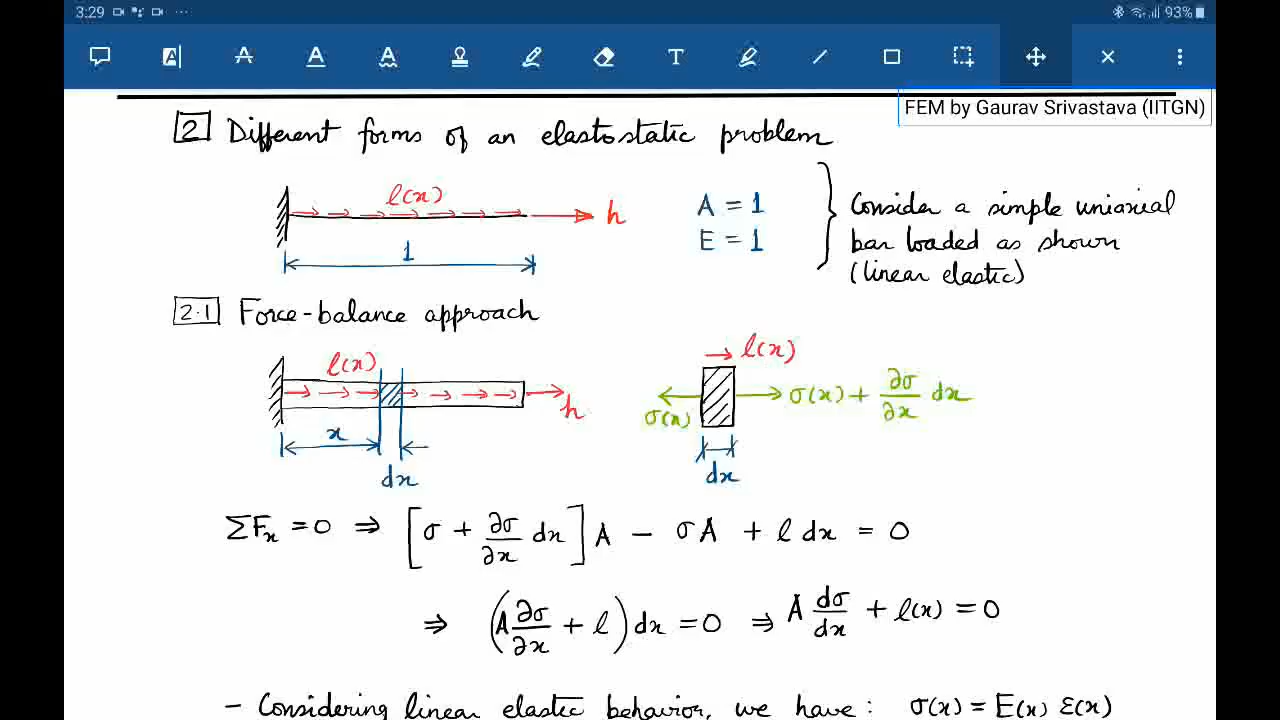 3:29
93%
FEM by Gaurav Srivastava (IITGN)
2 Different forms of an elastostatic problem
l(x)
h
1
A = 1
E = 1
Consider a simple uniaxial
bar loaded as shown
(linear elastic)
2.1 Force-balance approach
l(x)
h
x
dx
l(x)
σ(x)
σ(x) + ∂σ/∂x dx
dx
ΣFx = 0 ⇒ [σ + ∂σ/∂x dx] A − σA + l dx = 0
⇒ (A ∂σ/∂x + l) dx = 0 ⇒ A dσ/dx + l(x) = 0
- Considering linear elastic behavior, we have: σ(x) = E(x) ε(x)